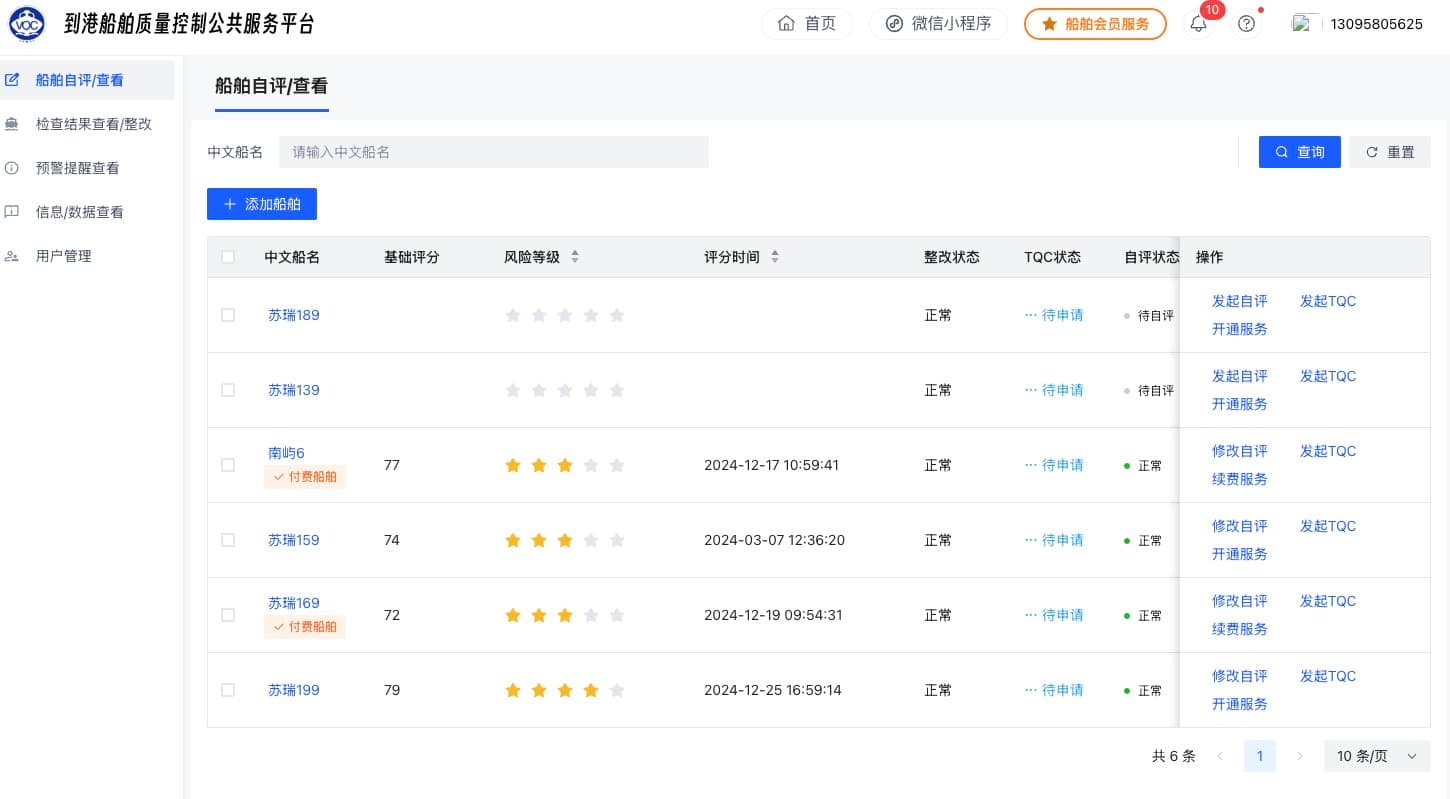 VQC
到港船舶质量控制公共服务平台
首页
微信小程序
船舶会员服务
10
13095805625
船舶自评/查看
检查结果查看/整改
预警提醒查看
信息/数据查看
用户管理
船舶自评/查看
中文船名 请输入中文船名 查询 重置
添加船舶
中文船名 基础评分 风险等级 评分时间 整改状态 TQC状态 自评状态 操作
苏瑞189 正常 ··· 待申请 待自评 发起自评 发起TQC
开通服务
苏瑞139 正常 ··· 待申请 待自评 发起自评 发起TQC
开通服务
南屿6
付费船舶
77 2024-12-17 10:59:41 正常 ··· 待申请 正常 修改自评 发起TQC
续费服务
苏瑞159 74 2024-03-07 12:36:20 正常 ··· 待申请 正常 修改自评 发起TQC
开通服务
苏瑞169
付费船舶
72 2024-12-19 09:54:31 正常 ··· 待申请 正常 修改自评 发起TQC
续费服务
苏瑞199 79 2024-12-25 16:59:14 正常 ··· 待申请 正常 修改自评 发起TQC
开通服务
共 6 条 1 10 条/页